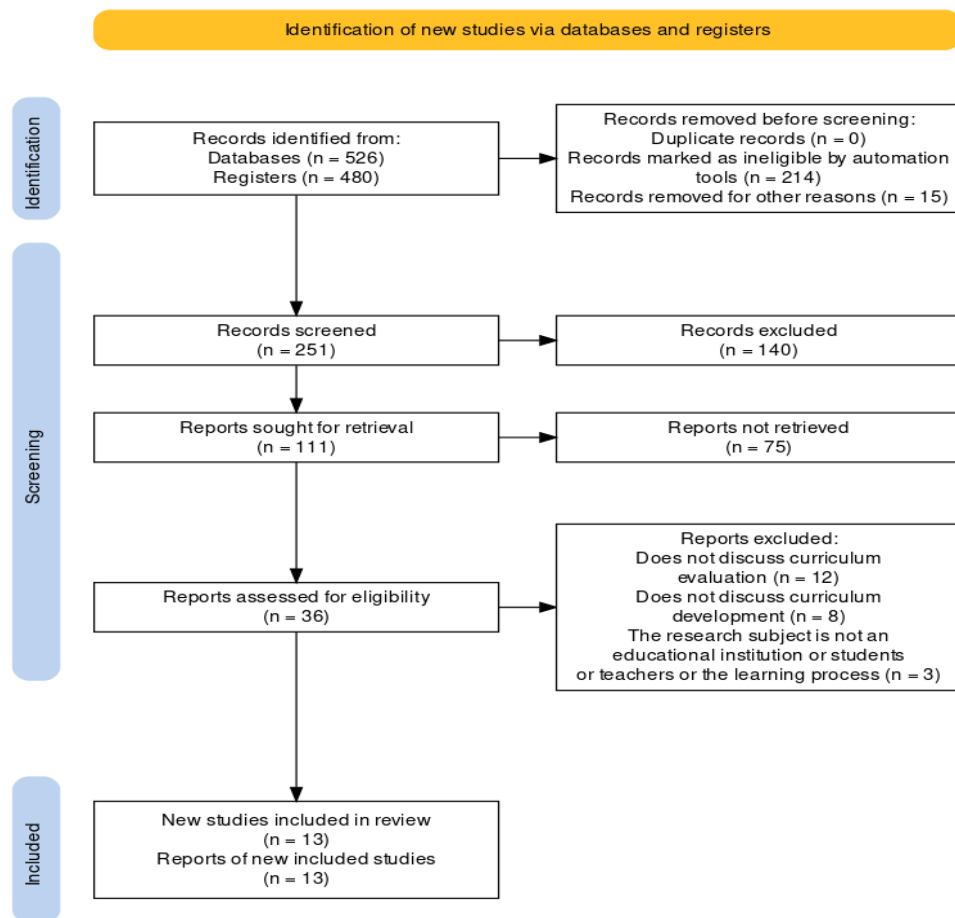 Identification of new studies via databases and registers
Identification
Records identified from:
Databases (n = 526)
Registers (n = 480)
Records removed before screening:
Duplicate records (n = 0)
Records marked as ineligible by automation
tools (n = 214)
Records removed for other reasons (n = 15)
Screening
Records screened
(n = 251)
Records excluded
(n = 140)
Reports sought for retrieval
(n = 111)
Reports not retrieved
(n = 75)
Reports assessed for eligibility
(n = 36)
Reports excluded:
Does not discuss curriculum
evaluation (n = 12)
Does not discuss curriculum
development (n = 8)
The research subject is not an
educational institution or students
or teachers or the learning process (n = 3)
Included
New studies included in review
(n = 13)
Reports of new included studies
(n = 13)